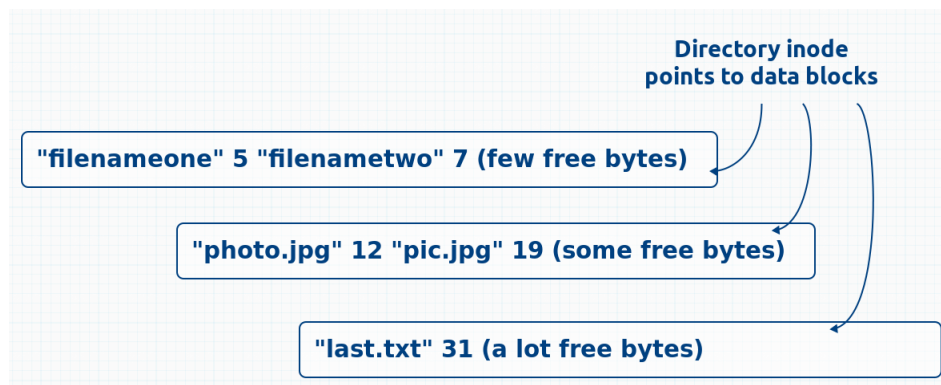 Directory inode
points to data blocks
"filenameone" 5 "filenametwo" 7 (few free bytes)
"photo.jpg" 12 "pic.jpg" 19 (some free bytes)
"last.txt" 31 (a lot free bytes)